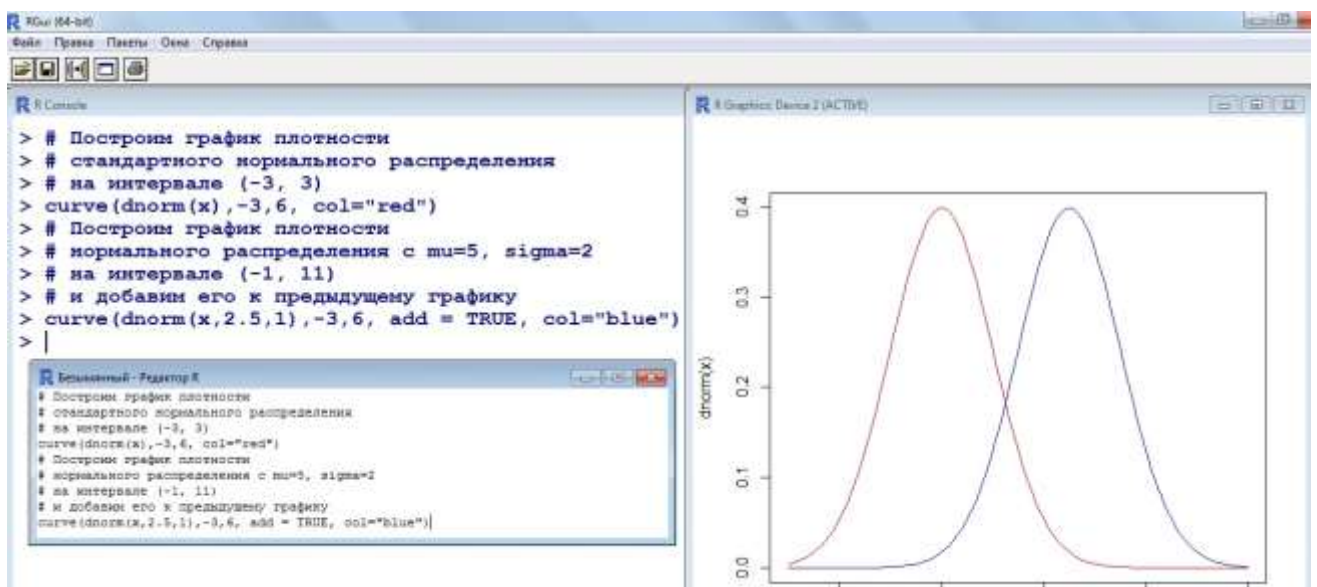 RGui (64-bit)
Файл Правка Пакеты Окна Справка
R Console
> # Построим график плотности
> # стандартного нормального распределения
> # на интервале (-3, 3)
> curve(dnorm(x),-3,6, col="red")
> # Построим график плотности
> # нормального распределения с mu=5, sigma=2
> # на интервале (-1, 11)
> # и добавим его к предыдущему графику
> curve(dnorm(x,2.5,1),-3,6, add = TRUE, col="blue")
>
Безымянный - Редактор R
# Построим график плотности
# стандартного нормального распределения
# на интервале (-3, 3)
curve(dnorm(x),-3,6, col="red")
# Построим график плотности
# нормального распределения с mu=5, sigma=2
# на интервале (-1, 11)
# и добавим его к предыдущему графику
curve(dnorm(x,2.5,1),-3,6, add = TRUE, col="blue")
R Graphics: Device 2 (ACTIVE)
dnorm(x)
0.4
0.3
0.2
0.1
0.0